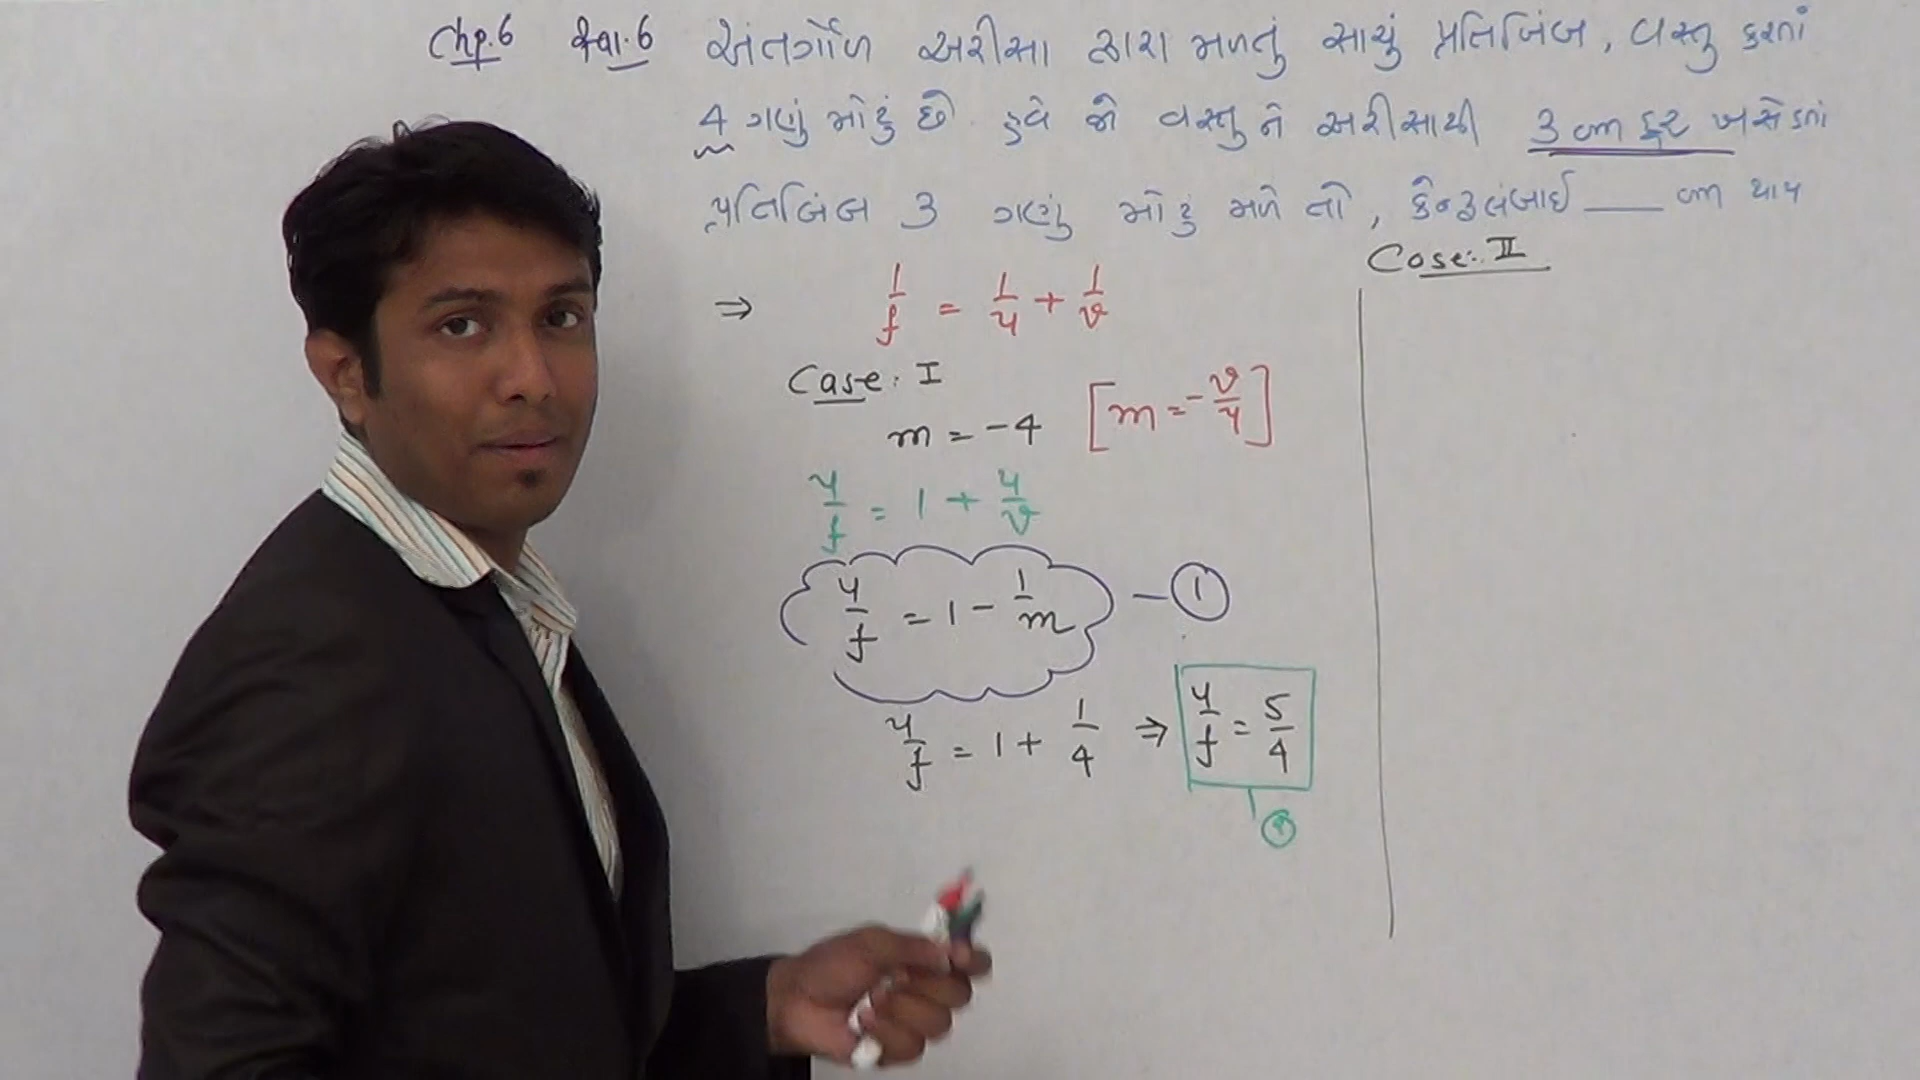 Chp.6 સ્વા.6 અંતર્ગોળ અરીસા દ્વારા મળતું સાચું પ્રતિબિંબ, વસ્તુ કરતાં
4 ગણું મોટું છે. હવે જો વસ્તુને અરીસાથી 3 cm દૂર ખસેડતાં
પ્રતિબિંબ 3 ગણું મોટું મળે તો, કેન્દ્રલંબાઈ ___ cm થાય
Case: II
⇒ 1/f = 1/u + 1/v
Case: I
m = -4 [m = -v/u]
u/f = 1 + u/v
u/f = 1 - 1/m — ①
u/f = 1 + 1/4 ⇒ u/f = 5/4